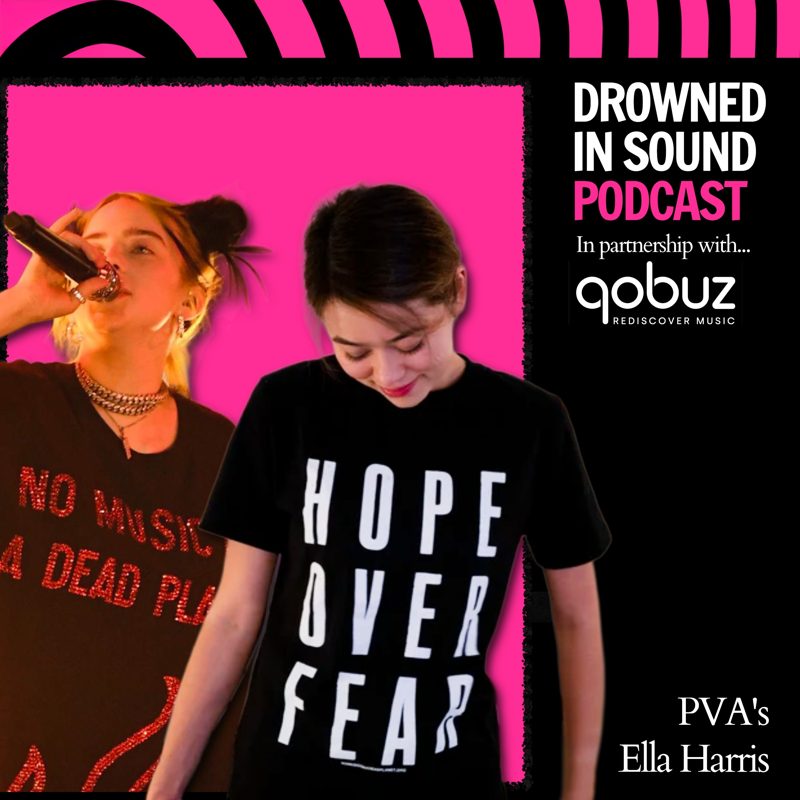 DROWNED
IN SOUND
PODCAST
In partnership with...
qobuz
REDISCOVER MUSIC
NO MUSIC
A DEAD PLA
HOPE
OVER
FEAR
PVA's
Ella Harris